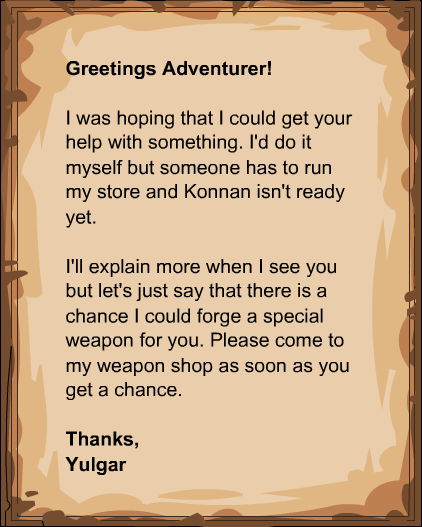 Greetings Adventurer!
I was hoping that I could get your
help with something. I'd do it
myself but someone has to run
my store and Konnan isn't ready
yet.
I'll explain more when I see you
but let's just say that there is a
chance I could forge a special
weapon for you. Please come to
my weapon shop as soon as you
get a chance.
Thanks,
Yulgar